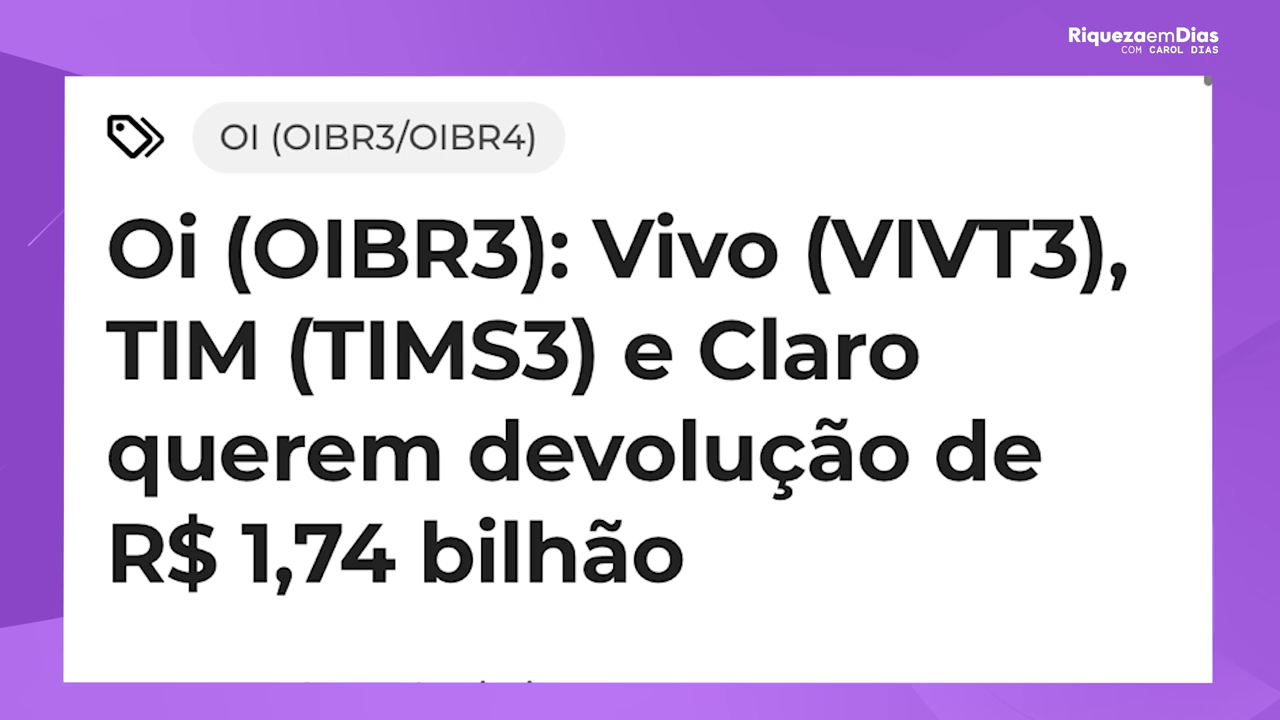 RiquezaemDias
COM CAROL DIAS
OI (OIBR3/OIBR4)
Oi (OIBR3): Vivo (VIVT3),
TIM (TIMS3) e Claro
querem devolução de
R$ 1,74 bilhão